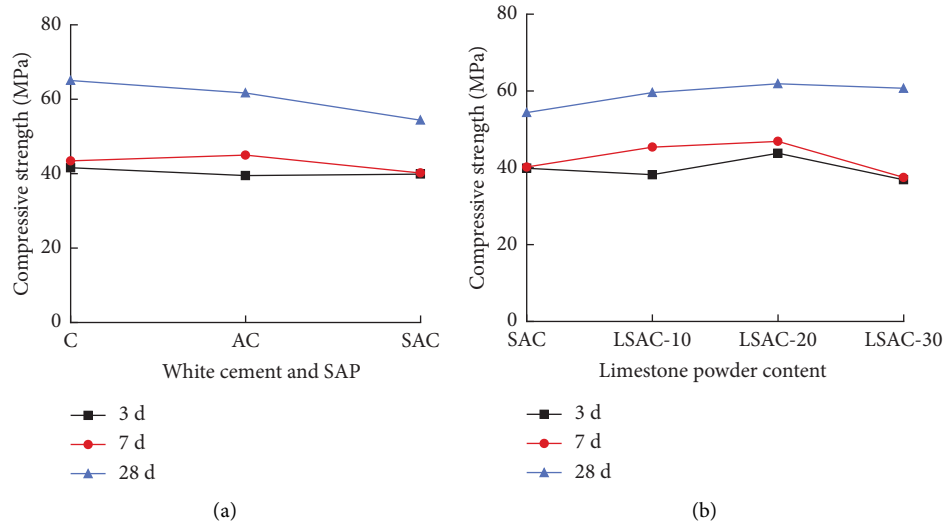 80
60
40
20
0
Compressive strength (MPa)
C
AC
SAC
White cement and SAP
3 d
7 d
28 d
(a)
80
60
40
20
0
Compressive strength (MPa)
SAC
LSAC-10
LSAC-20
LSAC-30
Limestone powder content
3 d
7 d
28 d
(b)